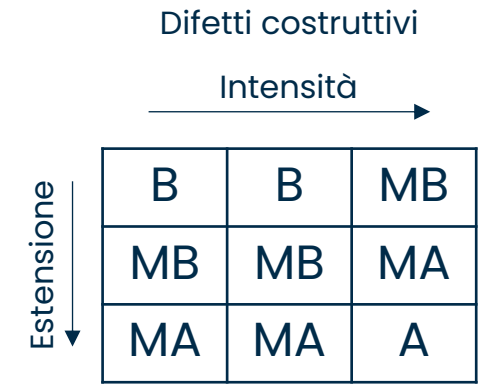 Difetti costruttivi
Intensità
Estensione
B B MB
MB MB MA
MA MA A